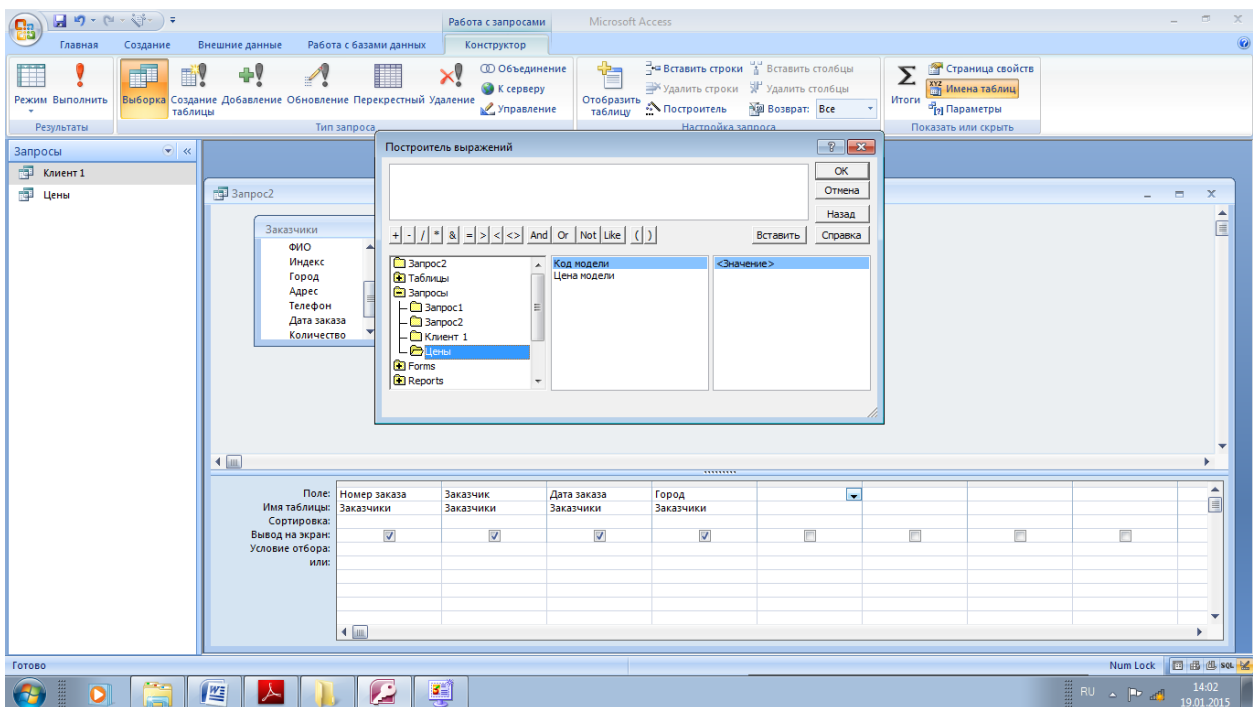 Работа с запросами Microsoft Access
Главная Создание Внешние данные Работа с базами данных Конструктор
Режим Выполнить Выборка Создание таблицы Добавление Обновление Перекрестный Удаление
Объединение
К серверу
Управление
Отобразить таблицу
Вставить строки
Удалить строки
Построитель
Вставить столбцы
Удалить столбцы
Возврат: Все
Итоги
Страница свойств
XYZ Имена таблиц
[?] Параметры
Результаты Тип запроса Настройка запроса Показать или скрыть
Запросы «
Клиент 1
Цены
Построитель выражений
OK
Отмена
Назад
+ - / * & = > < <> And Or Not Like ( ) Вставить Справка
Запрос2
Таблицы
Запросы
Запрос1
Запрос2
Клиент 1
Цены
Forms
Reports
Код модели
Цена модели
<Значение>
Запрос2
Заказчики
ФИО
Индекс
Город
Адрес
Телефон
Дата заказа
Количество
Поле: Номер заказа Заказчик Дата заказа Город
Имя таблицы: Заказчики Заказчики Заказчики Заказчики
Сортировка:
Вывод на экран:
Условие отбора:
или:
Готово Num Lock SQL
RU 14:02
19.01.2015